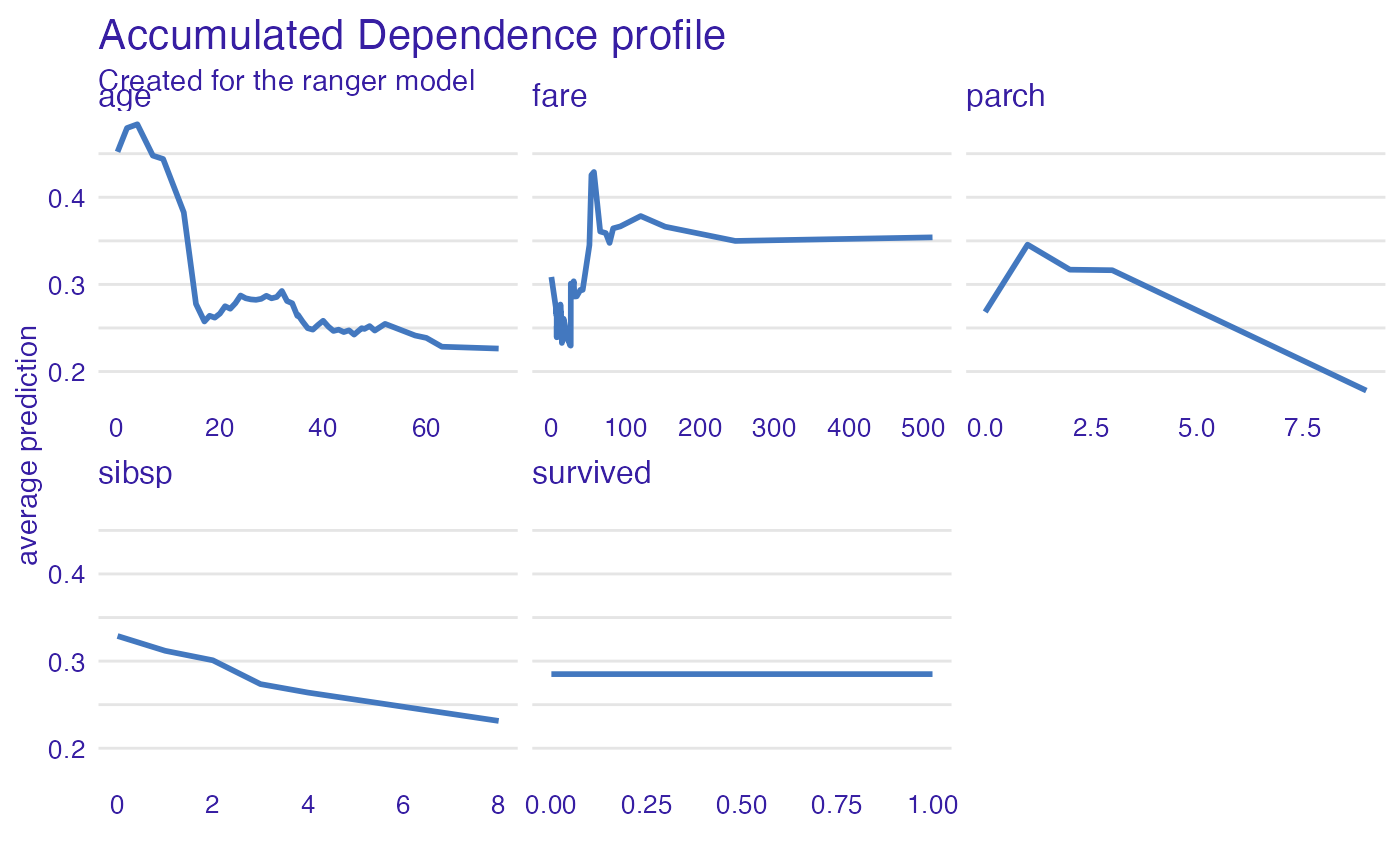 Accumulated Dependence profile
Created for the ranger model
age
fare
parch
average prediction
0.4
0.3
0.2
0 20 40 60
0 100 200 300 400 500
0.0 2.5 5.0 7.5
sibsp
survived
0.4
0.3
0.2
0 2 4 6 8
0.00 0.25 0.50 0.75 1.00